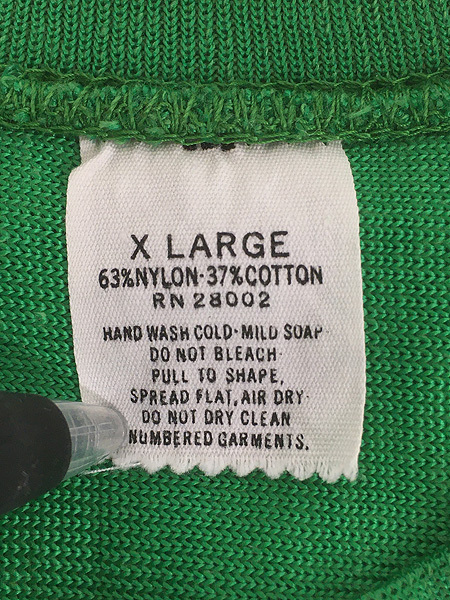 X LARGE
63%NYLON·37%COTTON
RN 28002
HAND WASH COLD·MILD SOAP·
DO NOT BLEACH·
PULL TO SHAPE,
SPREAD FLAT, AIR DRY·
DO NOT DRY CLEAN
NUMBERED GARMENTS.